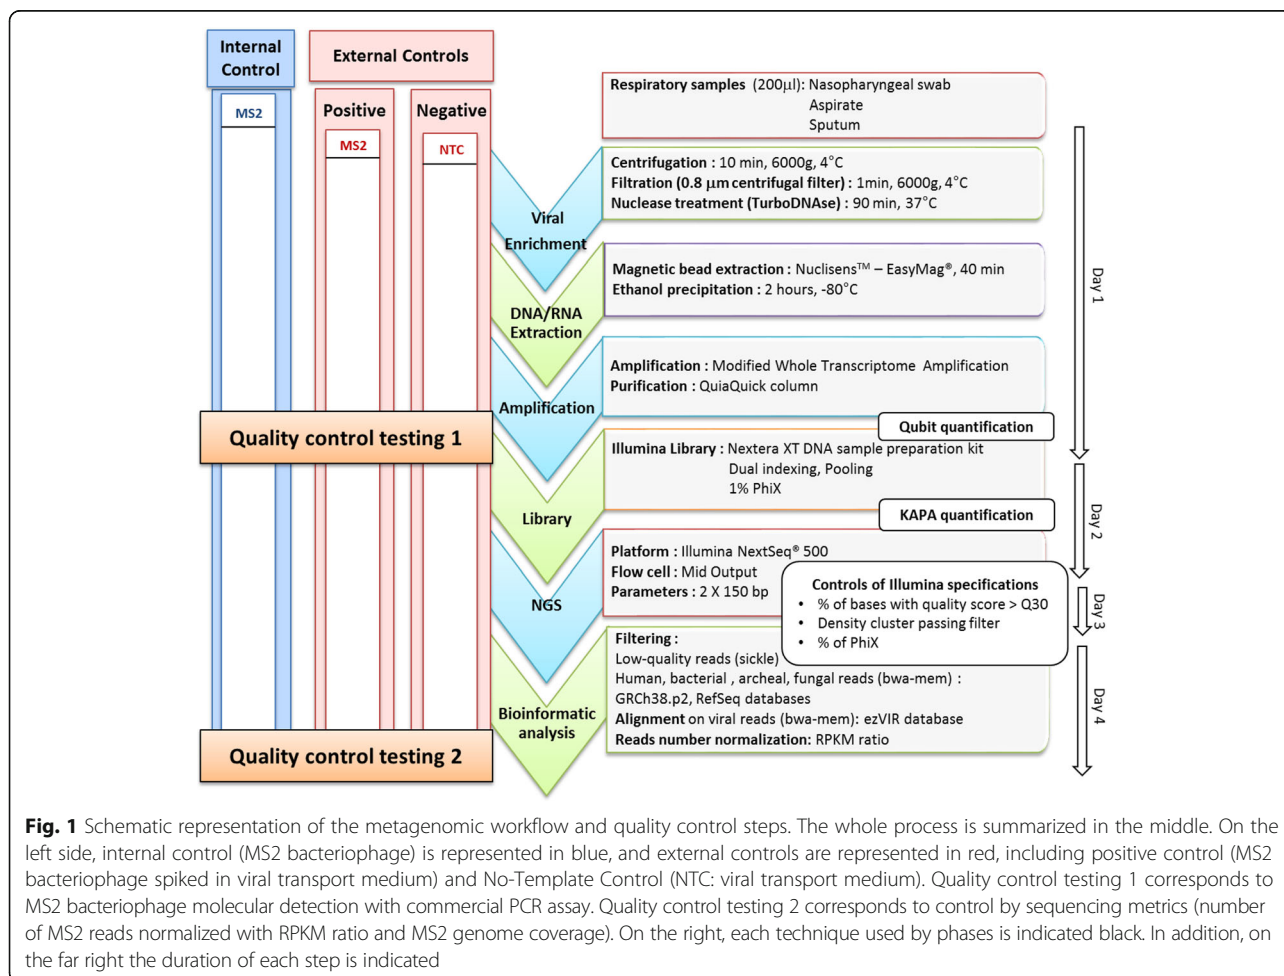 Internal
Control
External Controls
MS2
Positive
Negative
MS2
NTC
Respiratory samples (200µl): Nasopharyngeal swab
Aspirate
Sputum
Centrifugation : 10 min, 6000g, 4°C
Filtration (0.8 µm centrifugal filter) : 1min, 6000g, 4°C
Nuclease treatment (TurboDNAse) : 90 min, 37°C
Viral
Enrichment
Magnetic bead extraction : Nuclisens™ – EasyMag®, 40 min
Ethanol precipitation : 2 hours, -80°C
DNA/RNA
Extraction
Day 1
Amplification : Modified Whole Transcriptome Amplification
Purification : QuiaQuick column
Amplification
Qubit quantification
Quality control testing 1
Illumina Library : Nextera XT DNA sample preparation kit
Dual indexing, Pooling
1% PhiX
Library
KAPA quantification
Day 2
Platform : Illumina NextSeq® 500
Flow cell : Mid Output
Parameters : 2 X 150 bp
NGS
Controls of Illumina specifications
• % of bases with quality score > Q30
• Density cluster passing filter
• % of PhiX
Day 3
Filtering :
Low-quality reads (sickle)
Human, bacterial , archeal, fungal reads (bwa-mem) :
GRCh38.p2, RefSeq databases
Alignment on viral reads (bwa-mem): ezVIR database
Reads number normalization: RPKM ratio
Bioinformatic
analysis
Day 4
Quality control testing 2
Fig. 1 Schematic representation of the metagenomic workflow and quality control steps. The whole process is summarized in the middle. On the
left side, internal control (MS2 bacteriophage) is represented in blue, and external controls are represented in red, including positive control (MS2
bacteriophage spiked in viral transport medium) and No-Template Control (NTC: viral transport medium). Quality control testing 1 corresponds to
MS2 bacteriophage molecular detection with commercial PCR assay. Quality control testing 2 corresponds to control by sequencing metrics (number
of MS2 reads normalized with RPKM ratio and MS2 genome coverage). On the right, each technique used by phases is indicated black. In addition, on
the far right the duration of each step is indicated